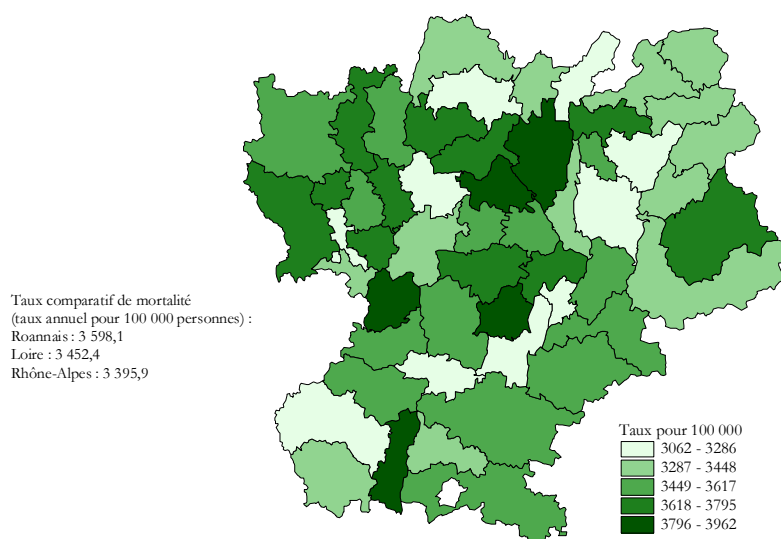 Taux comparatif de mortalité
(taux annuel pour 100 000 personnes) :
Roannais : 3 598,1
Loire : 3 452,4
Rhône-Alpes : 3 395,9
Taux pour 100 000
3062 - 3286
3287 - 3448
3449 - 3617
3618 - 3795
3796 - 3962